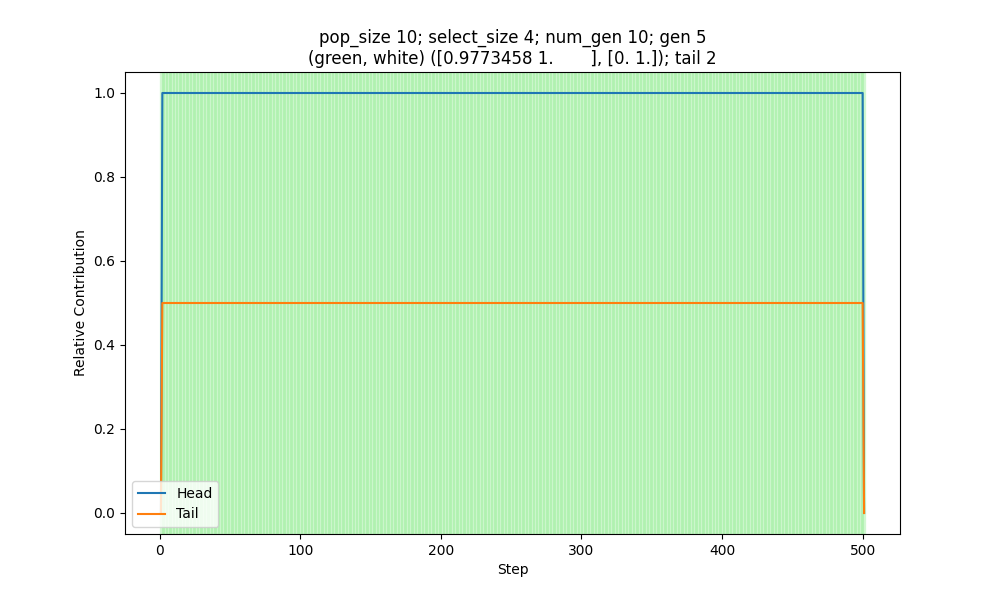 pop_size 10; select_size 4; num_gen 10; gen 5
(green, white) ([0.9773458 1.       ], [0. 1.]); tail 2
Relative Contribution
1.0
0.8
0.6
0.4
0.2
0.0
Head
Tail
0 100 200 300 400 500
Step